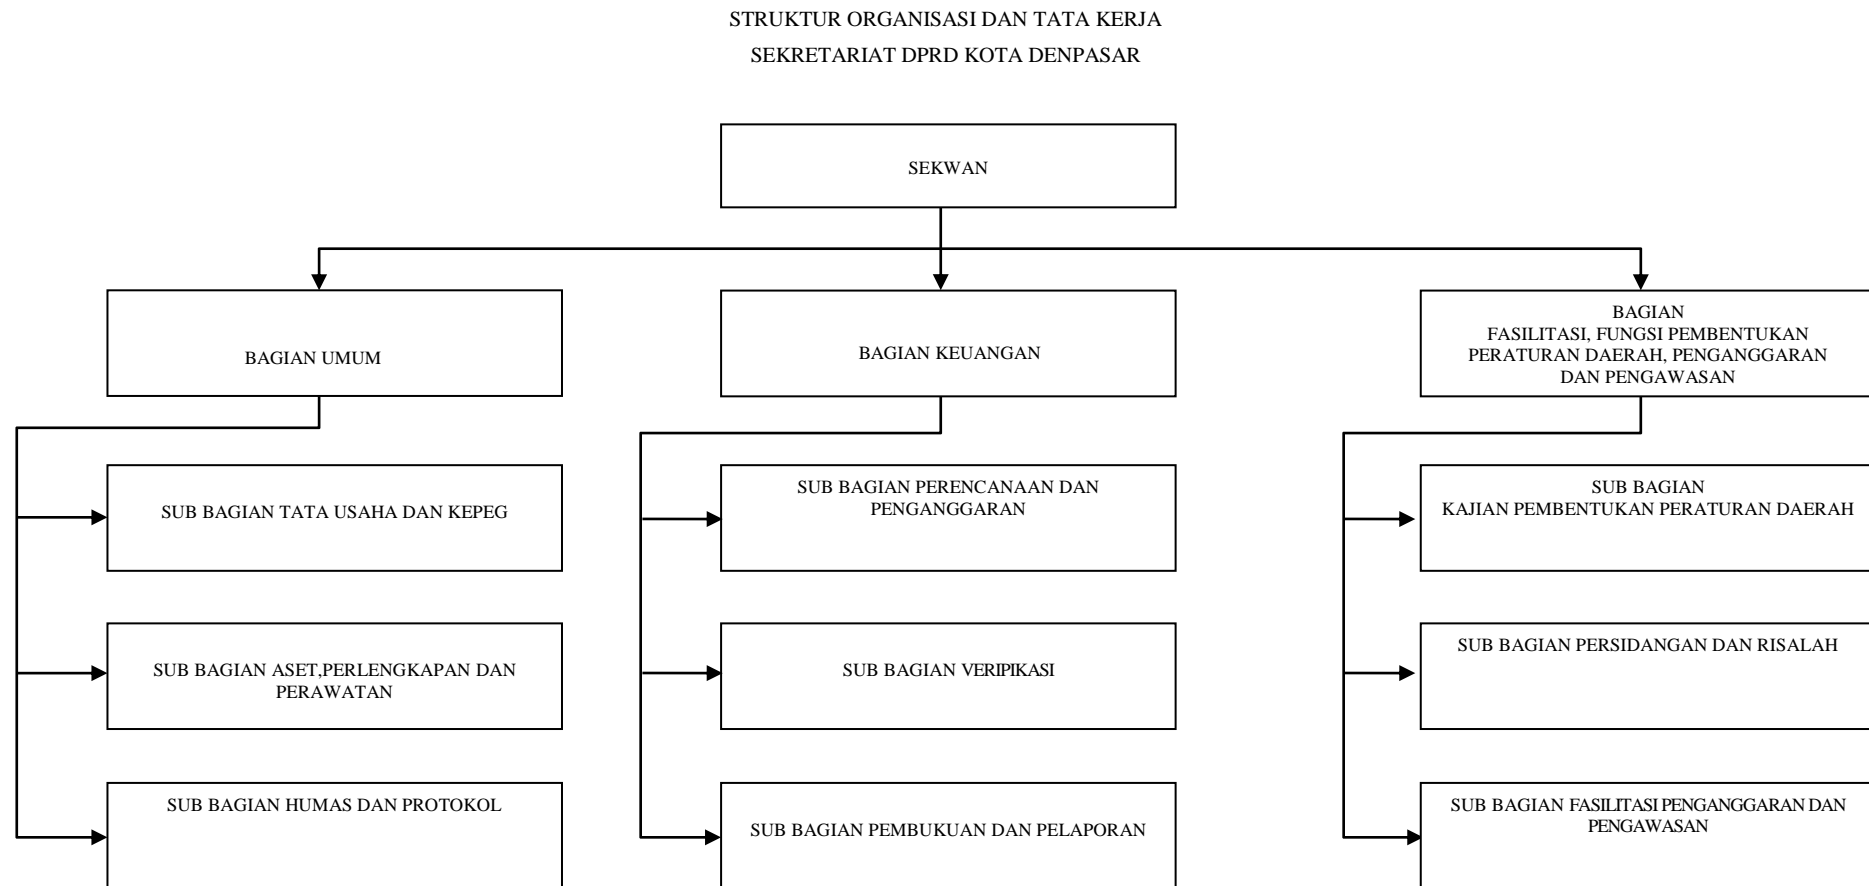 STRUKTUR ORGANISASI DAN TATA KERJA
SEKRETARIAT DPRD KOTA DENPASAR
SEKWAN
BAGIAN UMUM
BAGIAN KEUANGAN
BAGIAN
FASILITASI, FUNGSI PEMBENTUKAN
PERATURAN DAERAH, PENGANGGARAN
DAN PENGAWASAN
SUB BAGIAN TATA USAHA DAN KEPEG
SUB BAGIAN PERENCANAAN DAN
PENGANGGARAN
SUB BAGIAN
KAJIAN PEMBENTUKAN PERATURAN DAERAH
SUB BAGIAN ASET,PERLENGKAPAN DAN
PERAWATAN
SUB BAGIAN VERIPIKASI
SUB BAGIAN PERSIDANGAN DAN RISALAH
SUB BAGIAN HUMAS DAN PROTOKOL
SUB BAGIAN PEMBUKUAN DAN PELAPORAN
SUB BAGIAN FASILITASI PENGANGGARAN DAN
PENGAWASAN